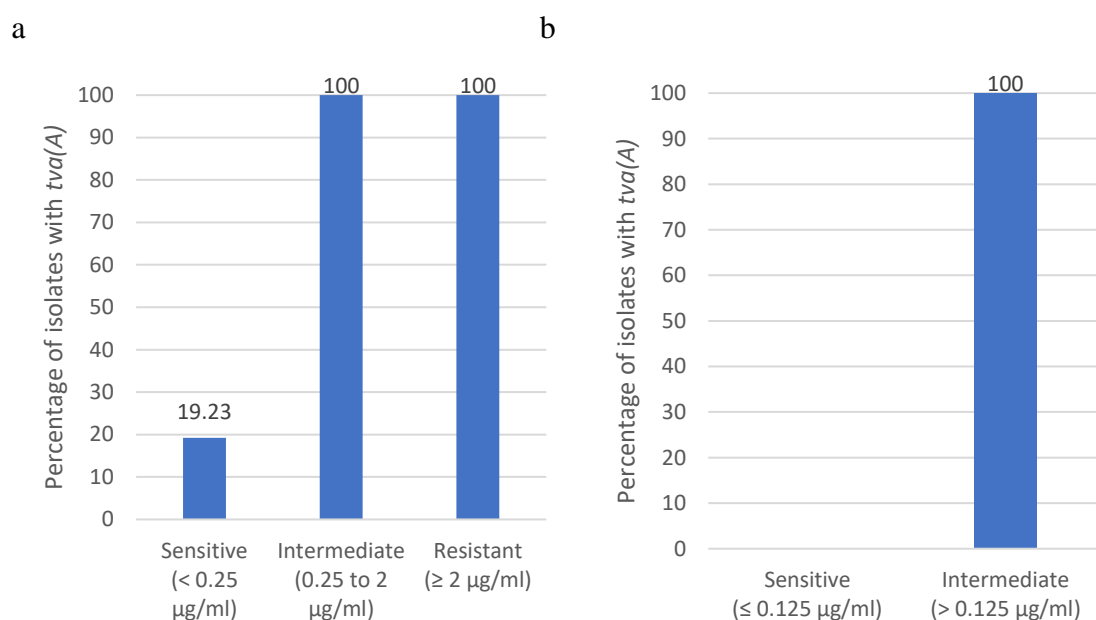 a
Percentage of isolates with tva(A)
100
90
80
70
60
50
40
30
20
10
0
19.23
100
100
Sensitive
(< 0.25
µg/ml)
Intermediate
(0.25 to 2
µg/ml)
Resistant
(≥ 2 µg/ml)
b
Percentage of isolates with tva(A)
100
90
80
70
60
50
40
30
20
10
0
100
Sensitive
(≤ 0.125 µg/ml)
Intermediate
(> 0.125 µg/ml)